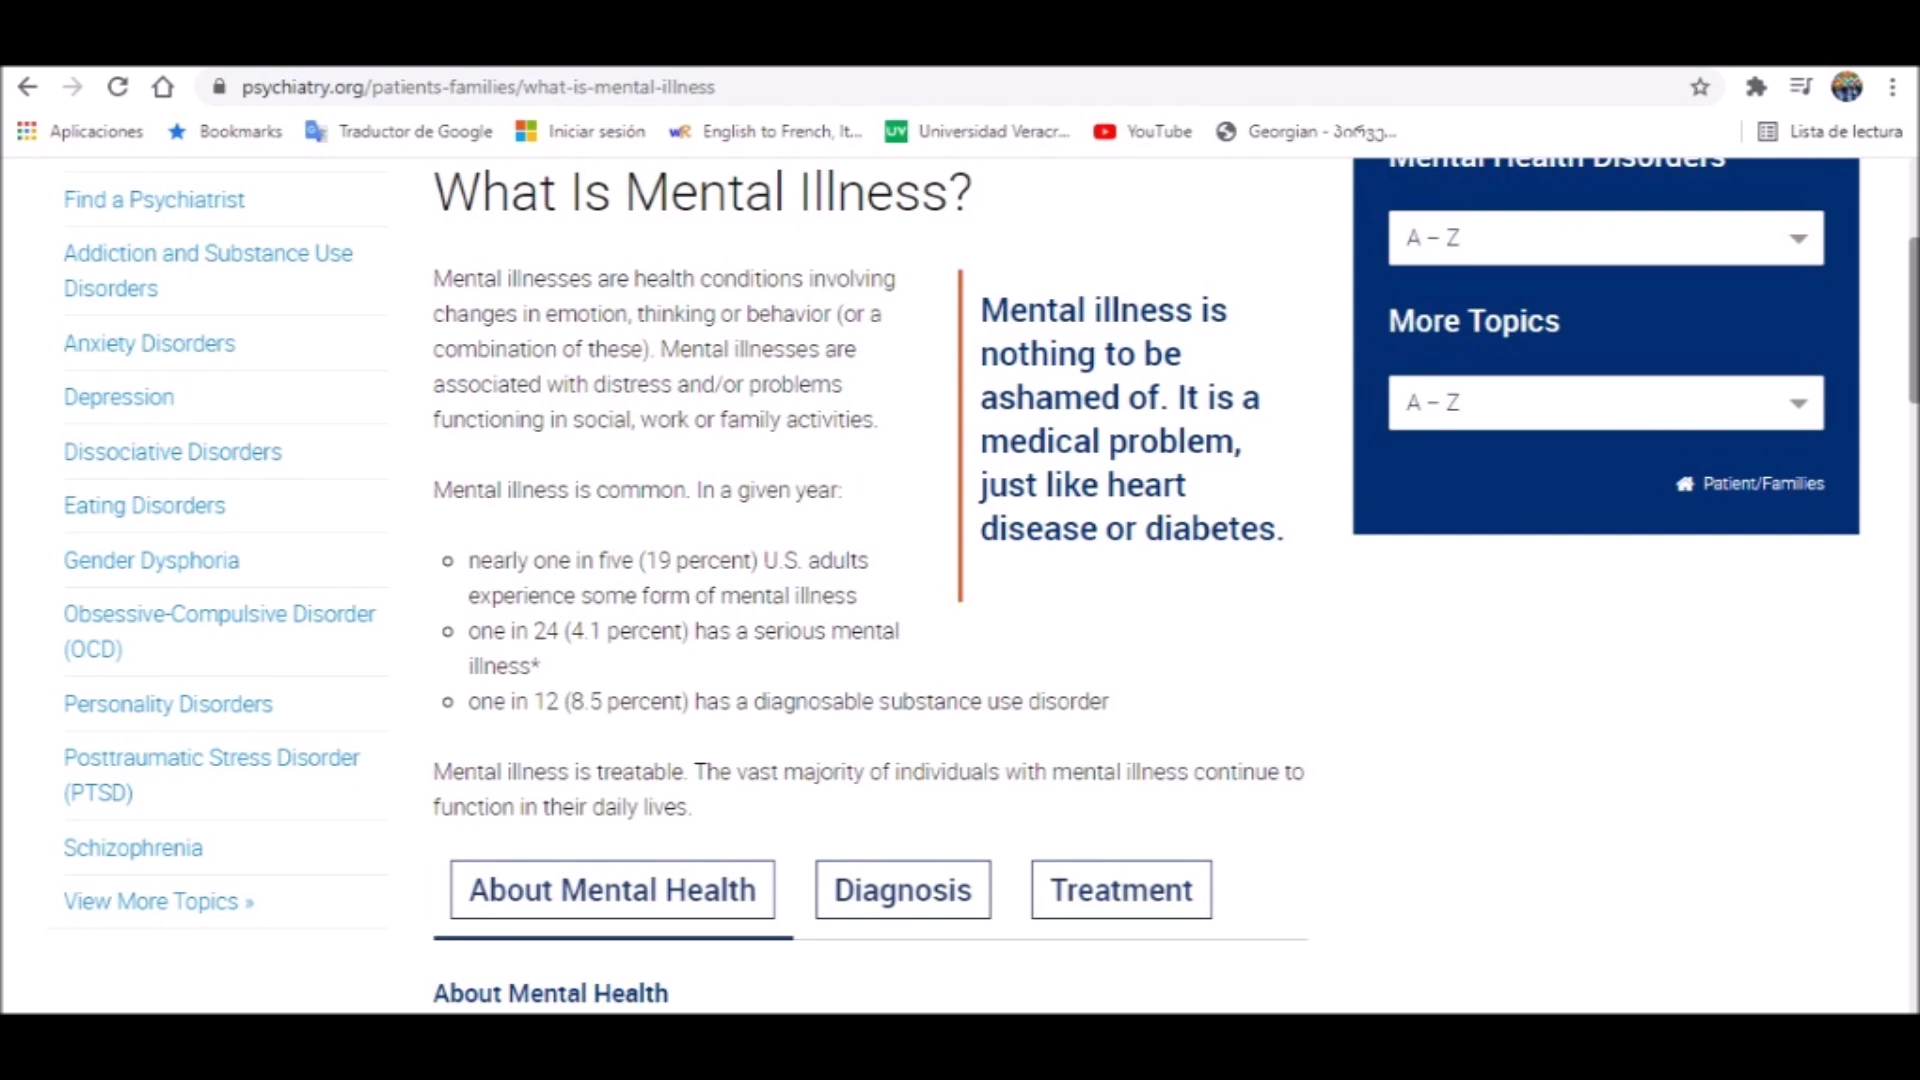 psychiatry.org/patients-families/what-is-mental-illness
Aplicaciones
Bookmarks
Traductor de Google
Iniciar sesión
English to French, It...
Universidad Veracr...
YouTube
Georgian - პირვე...
Lista de lectura
Find a Psychiatrist
Addiction and Substance Use
Disorders
Anxiety Disorders
Depression
Dissociative Disorders
Eating Disorders
Gender Dysphoria
Obsessive-Compulsive Disorder
(OCD)
Personality Disorders
Posttraumatic Stress Disorder
(PTSD)
Schizophrenia
View More Topics »
What Is Mental Illness?
Mental illnesses are health conditions involving
changes in emotion, thinking or behavior (or a
combination of these). Mental illnesses are
associated with distress and/or problems
functioning in social, work or family activities.
Mental illness is common. In a given year:
nearly one in five (19 percent) U.S. adults
experience some form of mental illness
one in 24 (4.1 percent) has a serious mental
illness*
one in 12 (8.5 percent) has a diagnosable substance use disorder
Mental illness is treatable. The vast majority of individuals with mental illness continue to
function in their daily lives.
Mental illness is
nothing to be
ashamed of. It is a
medical problem,
just like heart
disease or diabetes.
About Mental Health
Diagnosis
Treatment
About Mental Health
Mental Health Disorders
A – Z
More Topics
A – Z
Patient/Families